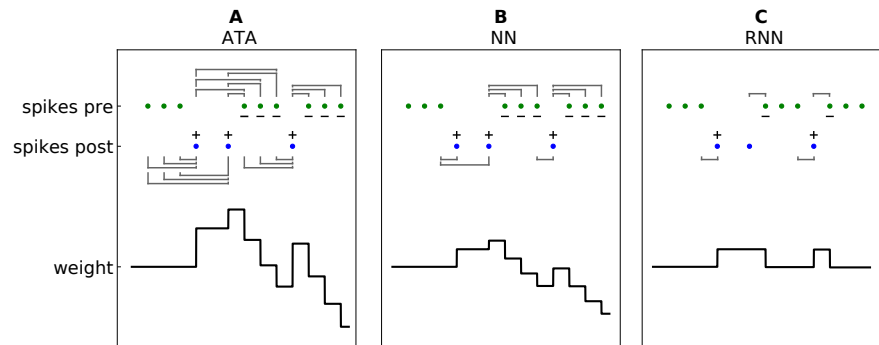 A
ATA
B
NN
C
RNN
spikes pre
spikes post
weight
+ + +
+ + +
+ +
− − − − − −
− − − − − −
− −